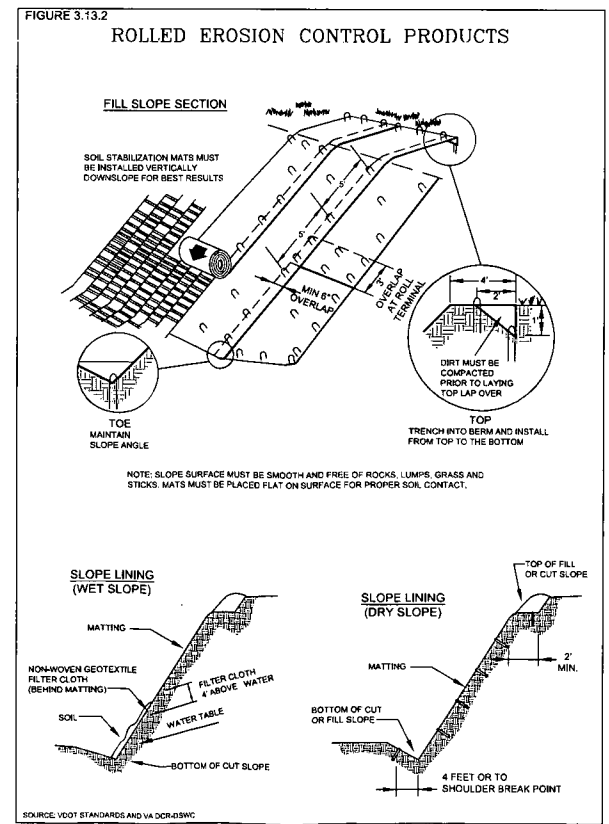 FIGURE 3.13.2
ROLLED EROSION CONTROL PRODUCTS
FILL SLOPE SECTION
SOIL STABILIZATION MATS MUST
BE INSTALLED VERTICALLY
DOWNSLOPE FOR BEST RESULTS
5'
5'
MIN 6"
OVERLAP
3'
OVERLAP
AT ROLL
TERMINAL
4'
2'
1'
DIRT MUST BE
COMPACTED
PRIOR TO LAYING
TOP LAP OVER
TOE
MAINTAIN
SLOPE ANGLE
TOP
TRENCH INTO BERM AND INSTALL
FROM TOP TO THE BOTTOM
NOTE: SLOPE SURFACE MUST BE SMOOTH AND FREE OF ROCKS, LUMPS, GRASS AND
STICKS. MATS MUST BE PLACED FLAT ON SURFACE FOR PROPER SOIL CONTACT.
SLOPE LINING
(WET SLOPE)
MATTING
NON-WOVEN GEOTEXTILE
FILTER CLOTH
(BEHIND MATTING)
FILTER CLOTH
4' ABOVE WATER
SOIL
WATER TABLE
BOTTOM OF CUT SLOPE
TOP OF FILL
OR CUT SLOPE
SLOPE LINING
(DRY SLOPE)
MATTING
2'
MIN.
BOTTOM OF CUT
OR FILL SLOPE
4 FEET OR TO
SHOULDER BREAK POINT
SOURCE: VDOT STANDARDS AND VA DCR-DSWC